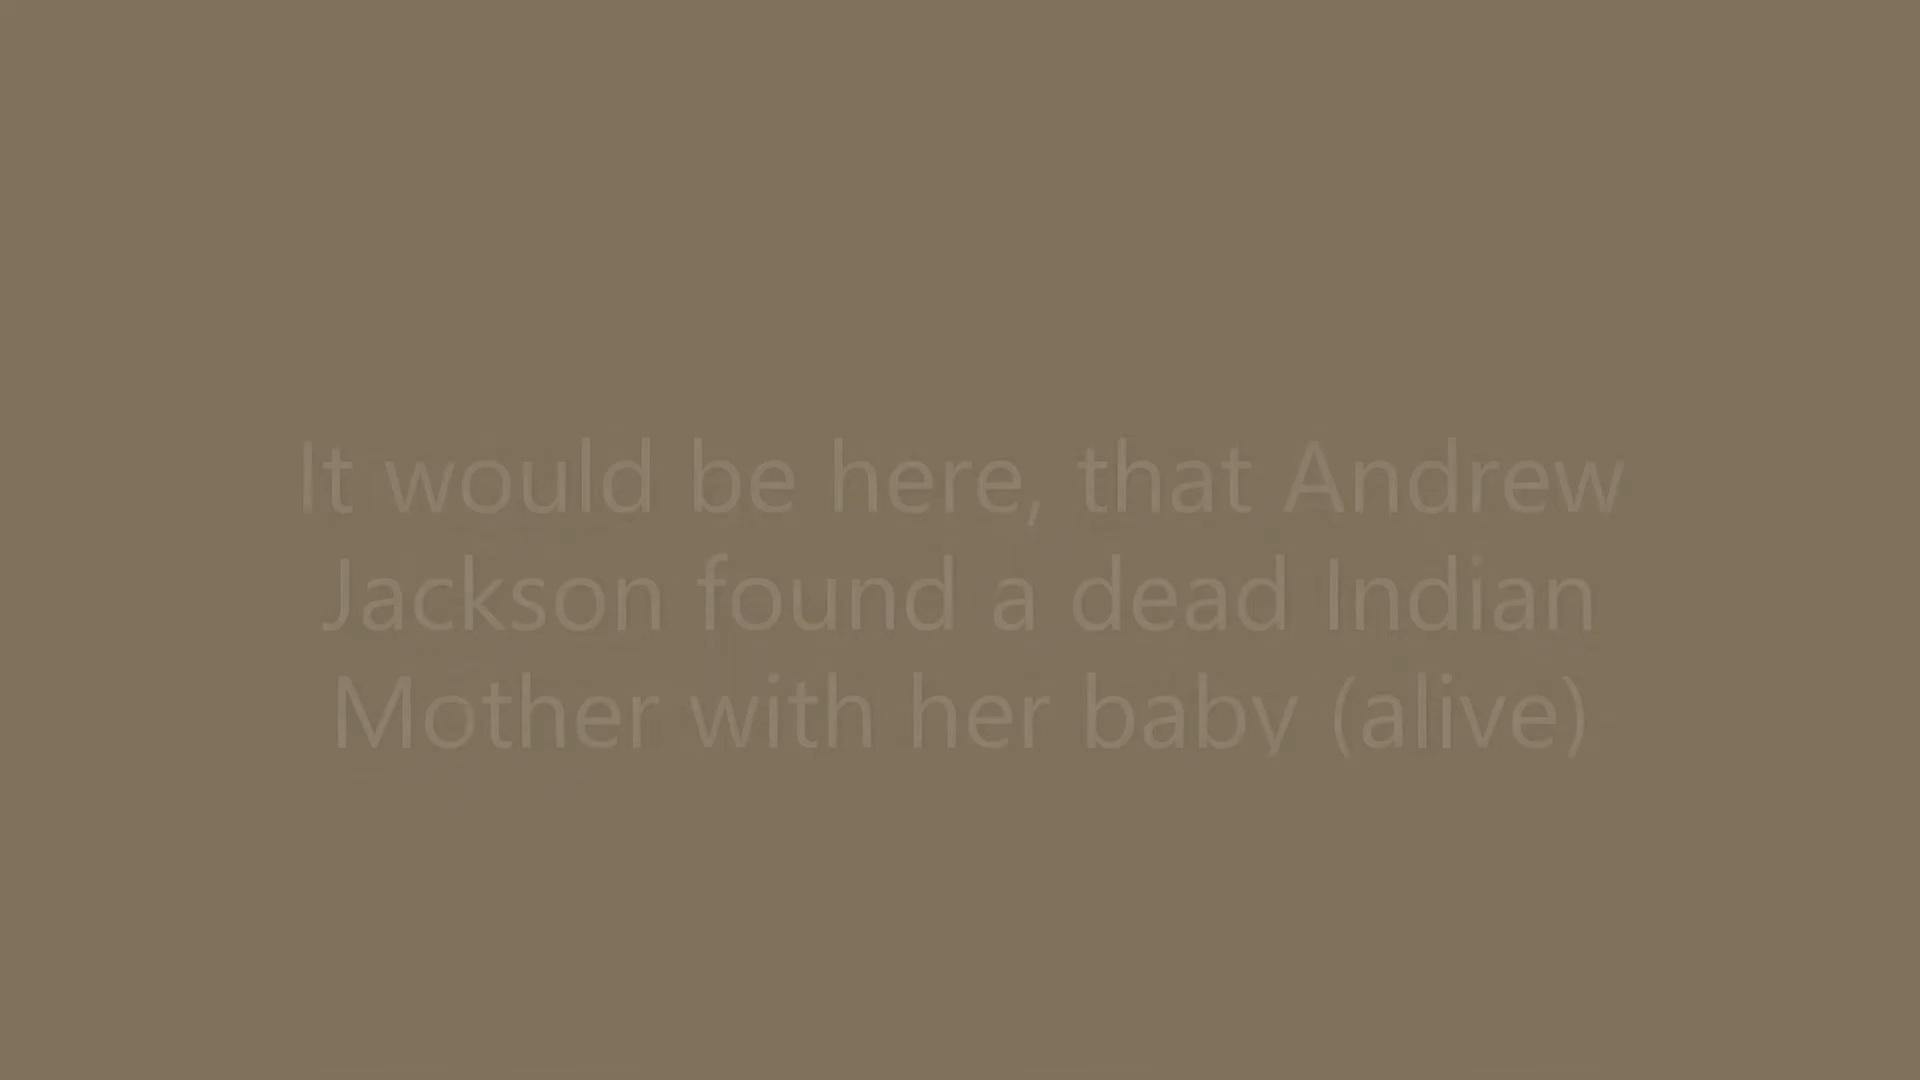 It would be here, that Andrew
Jackson found a dead Indian
Mother with her baby (alive)